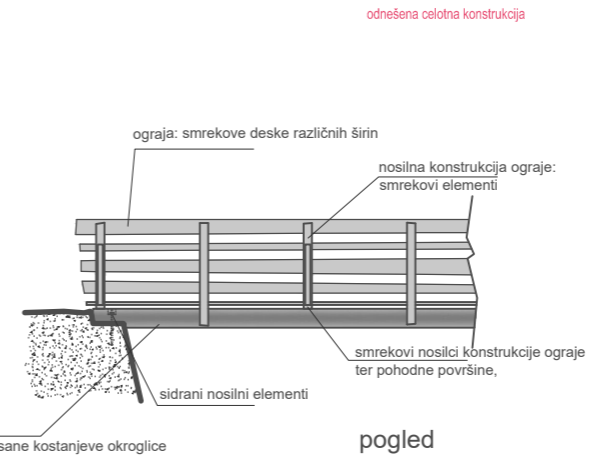 odnešena celotna konstrukcija
ograja: smrekove deske različnih širin
nosilna konstrukcija ograje:
smrekovi elementi
smrekovi nosilci konstrukcije ograje
ter pohodne površine,
sidrani nosilni elementi
kostanjeve okroglice
pogled